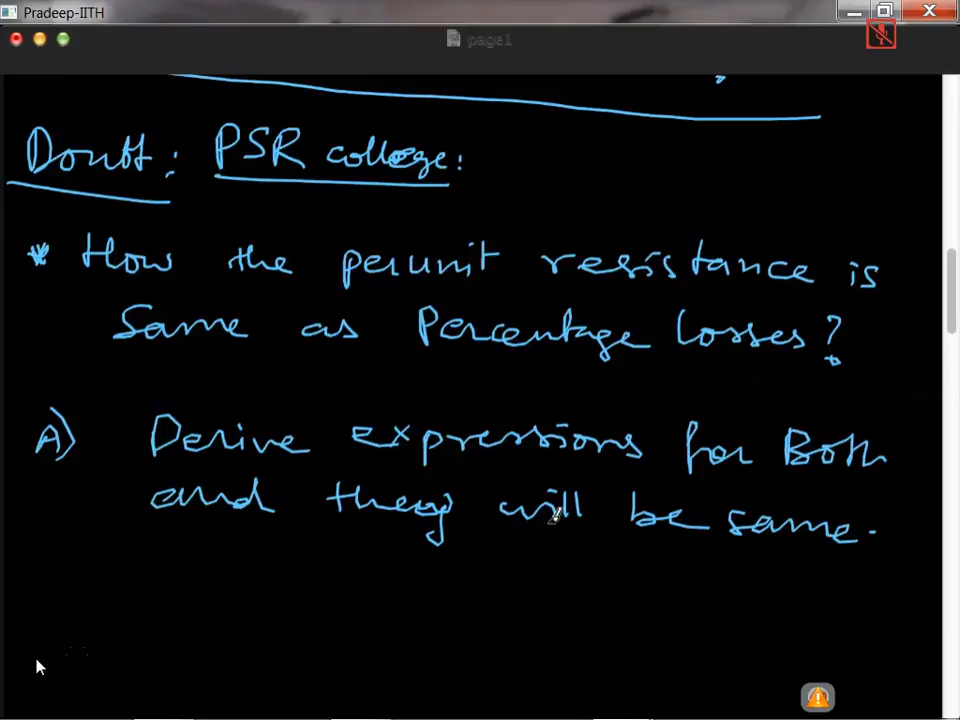 Pradeep-IITH
page1
Doubt: PSR college:
* How the perunit resistance is
Same as Percentage losses?
A) Derive expressions for Both
and they will be same.